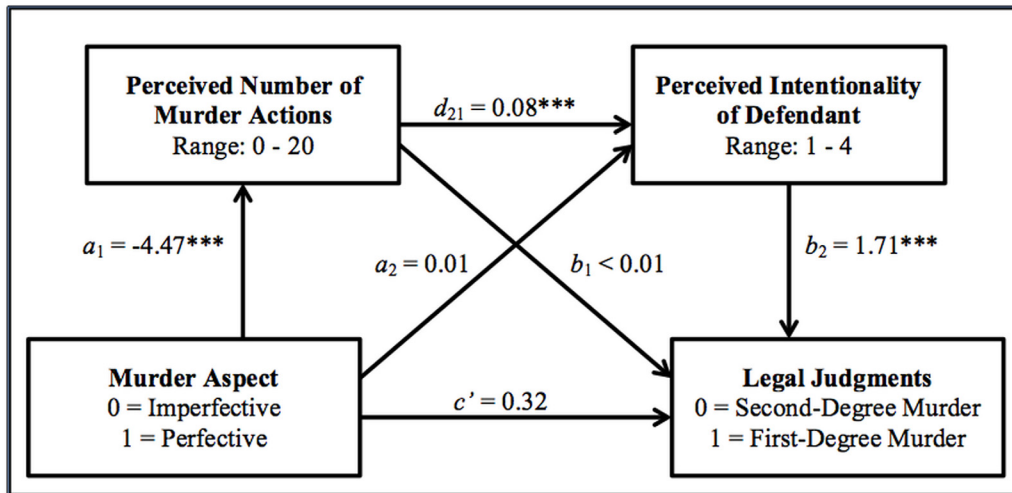 Perceived Number of
Murder Actions
Range: 0 - 20
d21 = 0.08***
Perceived Intentionality
of Defendant
Range: 1 - 4
a1 = -4.47***
a2 = 0.01
b1 < 0.01
b2 = 1.71***
Murder Aspect
0 = Imperfective
1 = Perfective
c’ = 0.32
Legal Judgments
0 = Second-Degree Murder
1 = First-Degree Murder